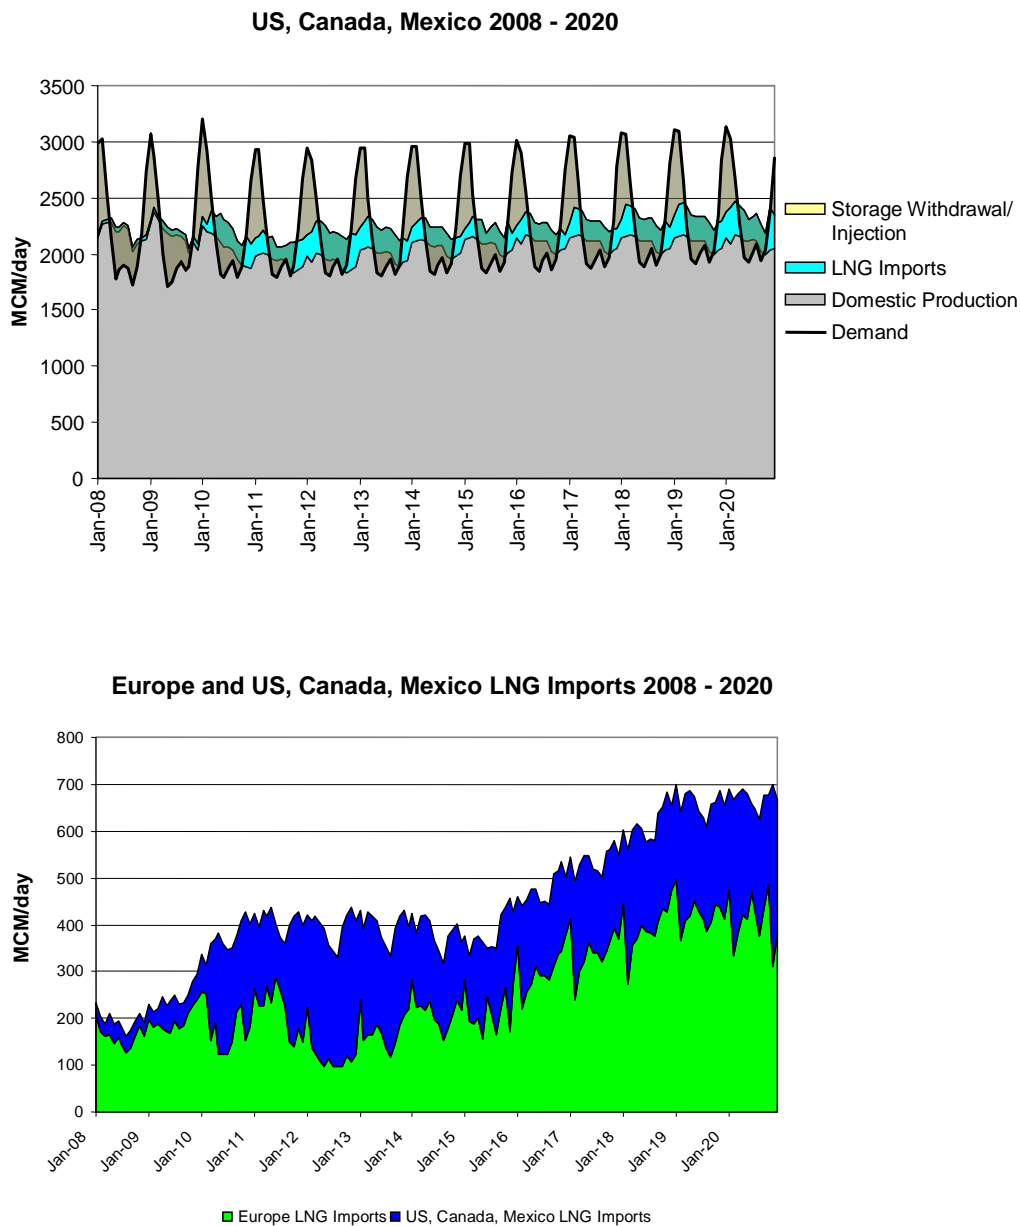 US, Canada, Mexico 2008 - 2020
3500
3000
2500
2000
1500
1000
500
0
MCM/day
Jan-08
Jan-09
Jan-10
Jan-11
Jan-12
Jan-13
Jan-14
Jan-15
Jan-16
Jan-17
Jan-18
Jan-19
Jan-20
Storage Withdrawal/
Injection
LNG Imports
Domestic Production
Demand
Europe and US, Canada, Mexico LNG Imports 2008 - 2020
800
700
600
500
400
300
200
100
0
MCM/day
Jan-08
Jan-09
Jan-10
Jan-11
Jan-12
Jan-13
Jan-14
Jan-15
Jan-16
Jan-17
Jan-18
Jan-19
Jan-20
Europe LNG Imports
US, Canada, Mexico LNG Imports